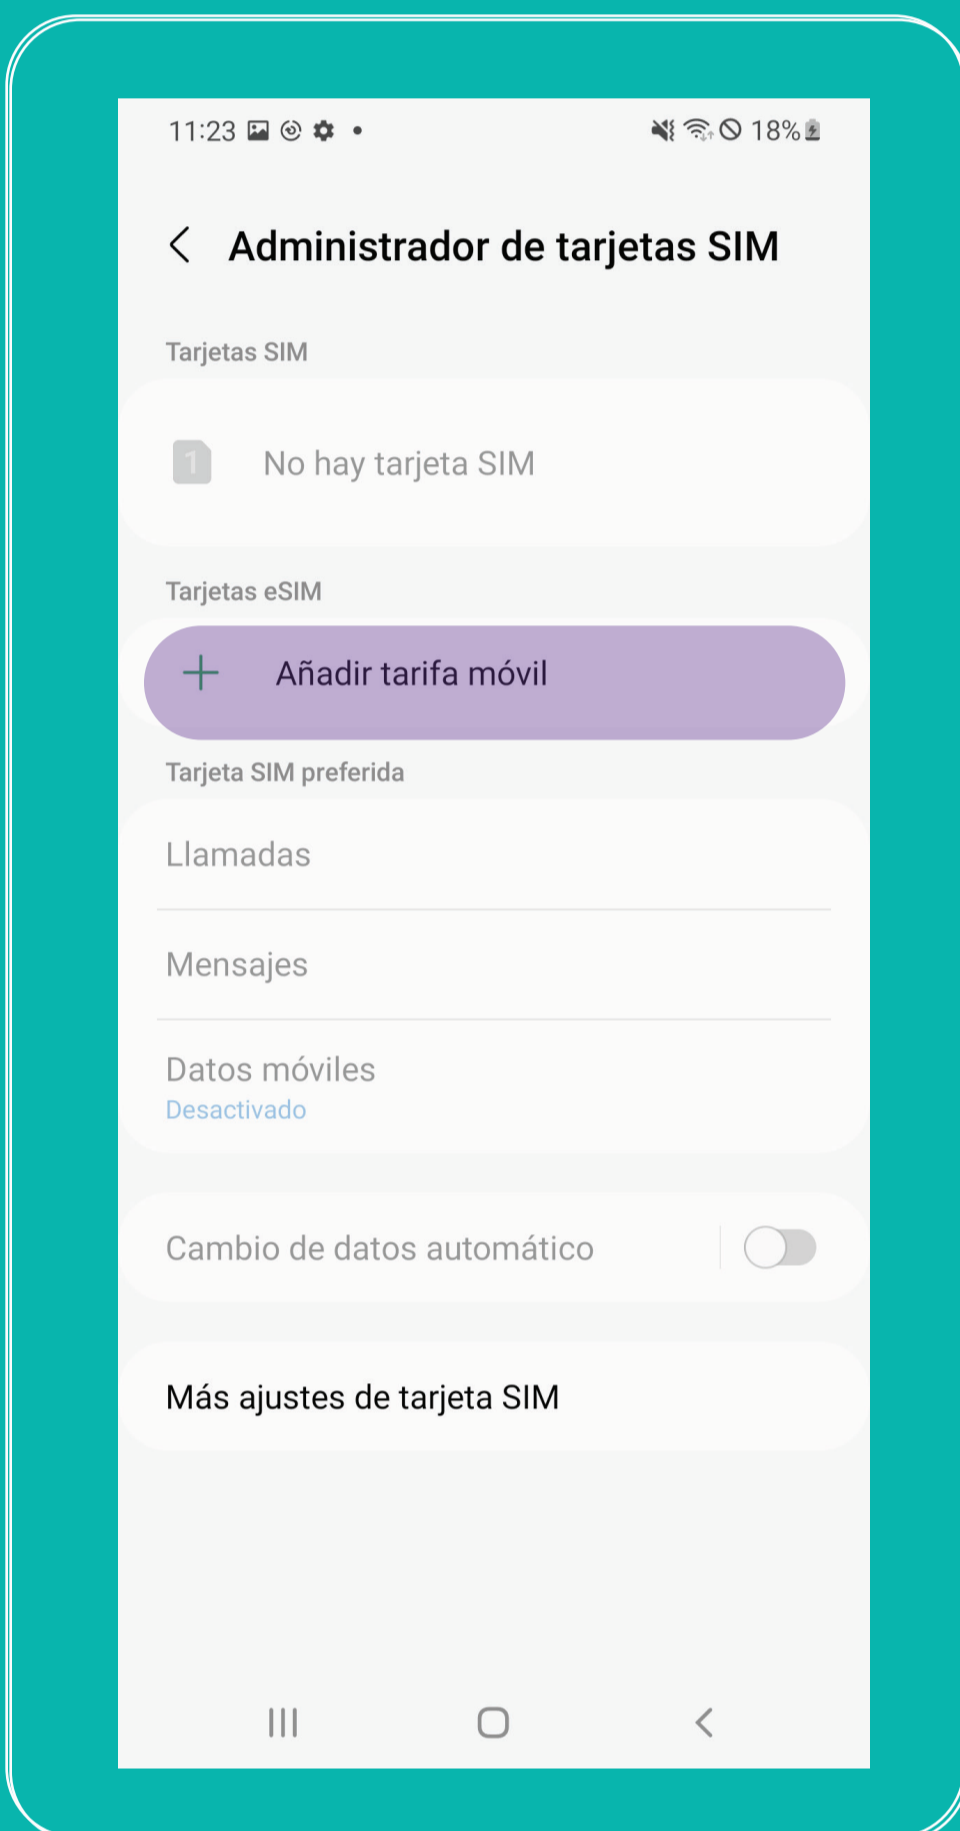 11:23
18%
Administrador de tarjetas SIM
Tarjetas SIM
1
No hay tarjeta SIM
Tarjetas eSIM
Añadir tarifa móvil
Tarjeta SIM preferida
Llamadas
Mensajes
Datos móviles
Desactivado
Cambio de datos automático
Más ajustes de tarjeta SIM